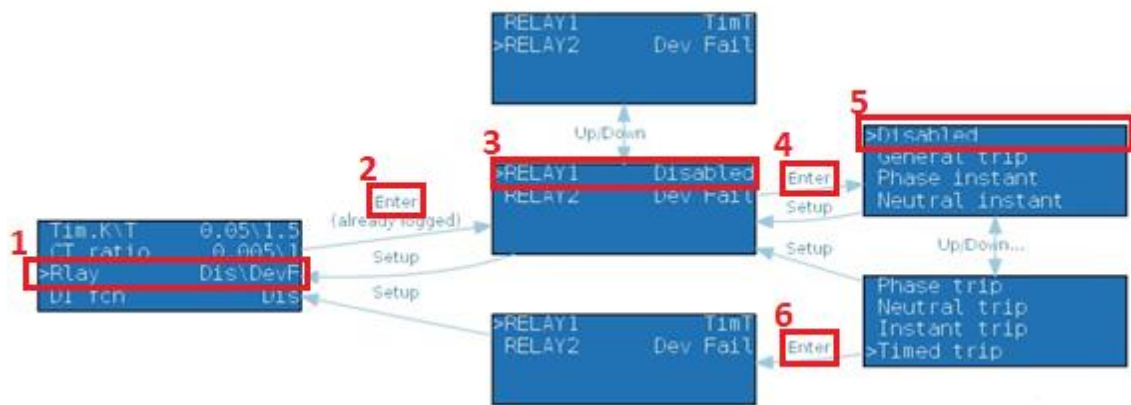 RELAY1 TimT
>RELAY2 Dev Fail
Up/Down
3
>RELAY1 Disabled
RELAY2 Dev Fail
4
Enter
Setup
5
>Disabled
General trip
Phase instant
Neutral instant
2
Enter
(already logged)
1
Tim.K\T 0.05\1.5
CT ratio 0.005\1
>Rlay Dis\DevF
DI fch Dis
Setup
Setup
Setup
Up/Down...
>RELAY1 TimT
RELAY2 Dev Fail
6
Enter
Phase trip
Neutral trip
Instant trip
>Timed trip